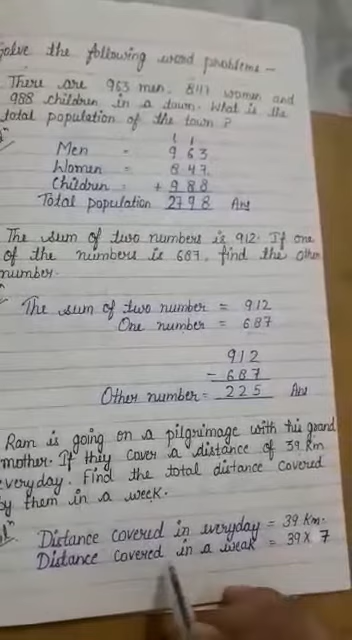 Solve the following word problems -
There are 963 men, 847 women and
988 children in a town. What is the
total population of the town?
1 1
Men = 963
Women = 847
Children = + 988
Total population 2798 Ans
The sum of two numbers is 912. If one
of the numbers is 687, find the other
number.
The sum of two number = 912
One number = 687
912
- 687
Other number = 225 Ans
Ram is going on a pilgrimage with his grand
mother. If they cover a distance of 39 Km
everyday. Find the total distance covered
by them in a week.
Distance covered in everyday = 39 Km.
Distance covered in a weak = 39 x 7